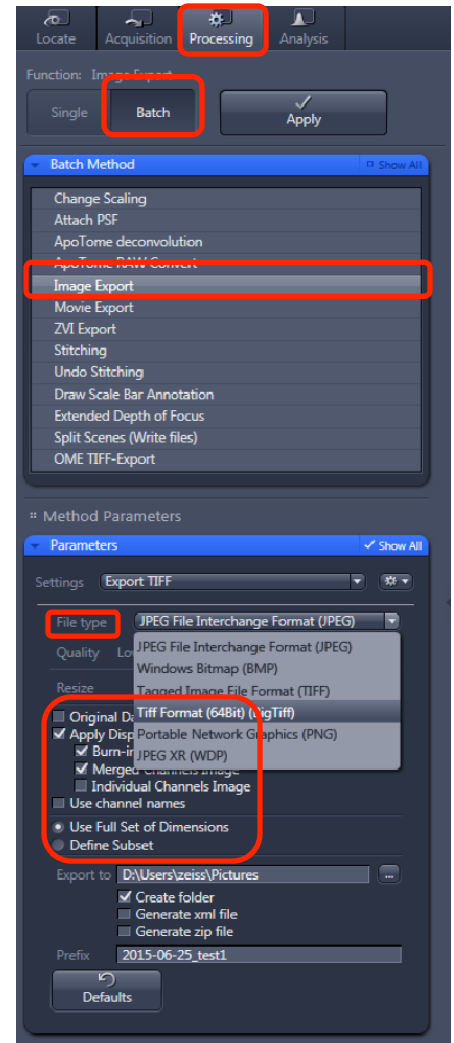 Locate Acquisition Processing Analysis
Function: Image Export
Single Batch Apply
Batch Method Show All
Change Scaling
Attach PSF
ApoTome deconvolution
ApoTome RAW Convert
Image Export
Movie Export
ZVI Export
Stitching
Undo Stitching
Draw Scale Bar Annotation
Extended Depth of Focus
Split Scenes (Write files)
OME TIFF-Export
Method Parameters
Parameters Show All
Settings Export TIFF
File type JPEG File Interchange Format (JPEG)
Quality JPEG File Interchange Format (JPEG)
Windows Bitmap (BMP)
Resize Tagged Image File Format (TIFF)
Original Tiff Format (64Bit) (BigTiff)
Apply Portable Network Graphics (PNG)
JPEG XR (WDP)
Merged Channels Image
Individual Channels Image
Use channel names
Use Full Set of Dimensions
Define Subset
Export to D:\Users\zeiss\Pictures ...
Create folder
Generate xml file
Generate zip file
Prefix 2015-06-25_test1
Defaults